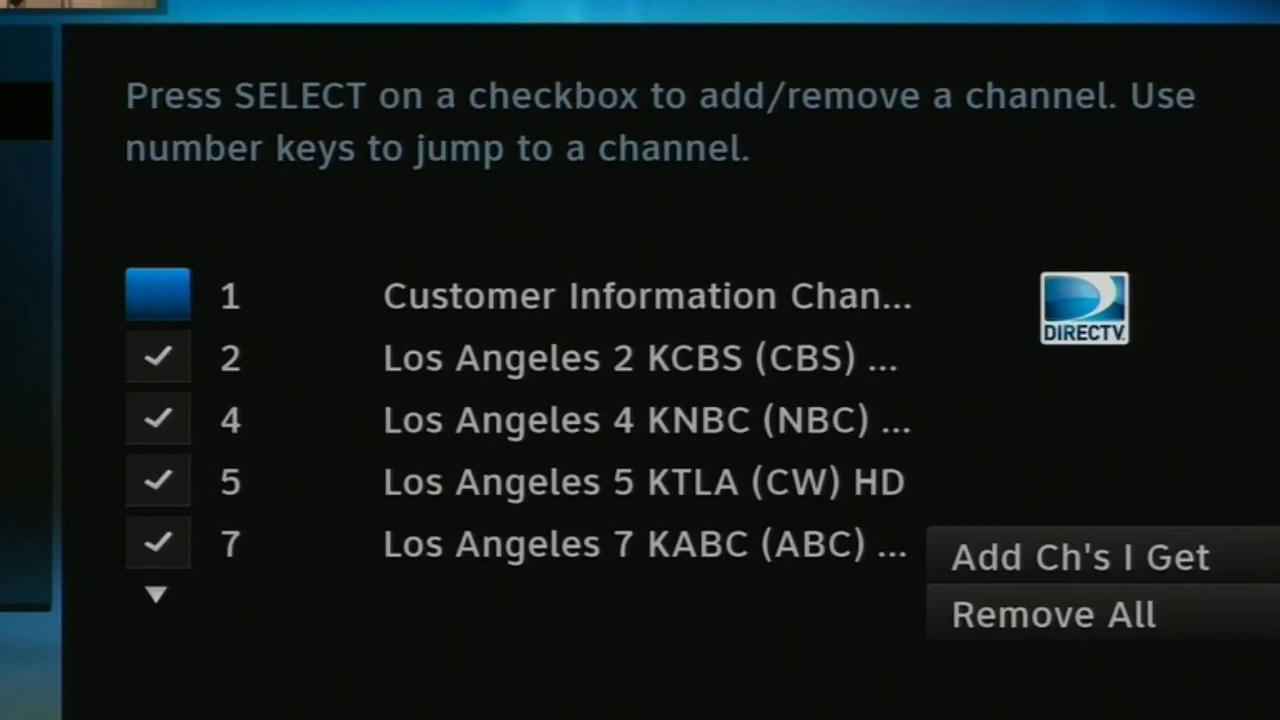 Press SELECT on a checkbox to add/remove a channel. Use
number keys to jump to a channel.
1 Customer Information Chan...
DIRECTV
2 Los Angeles 2 KCBS (CBS) ...
4 Los Angeles 4 KNBC (NBC) ...
5 Los Angeles 5 KTLA (CW) HD
7 Los Angeles 7 KABC (ABC) ...
Add Ch's I Get
Remove All